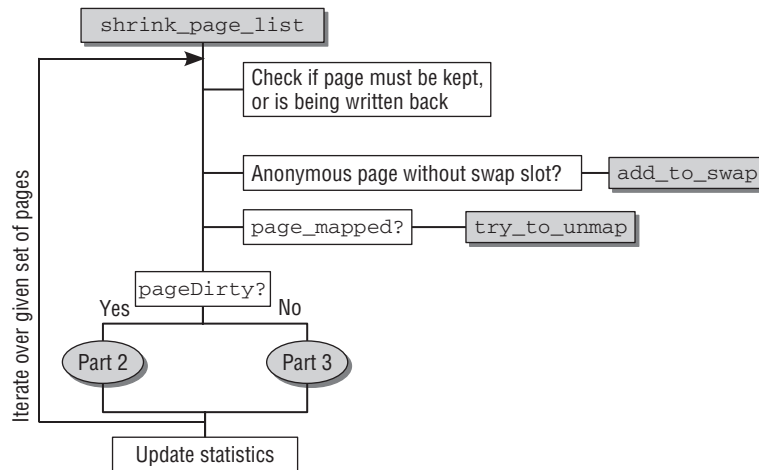 shrink_page_list
Check if page must be kept,
or is being written back
Anonymous page without swap slot?
add_to_swap
page_mapped?
try_to_unmap
pageDirty?
Yes
No
Part 2
Part 3
Iterate over given set of pages
Update statistics